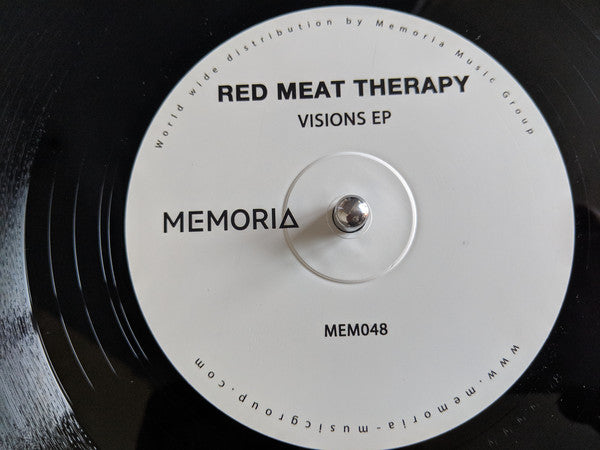 World wide distribution by Memoria Music Group
RED MEAT THERAPY
VISIONS EP
MEMORIA
MEM048
www.memoria-musicgroup.com